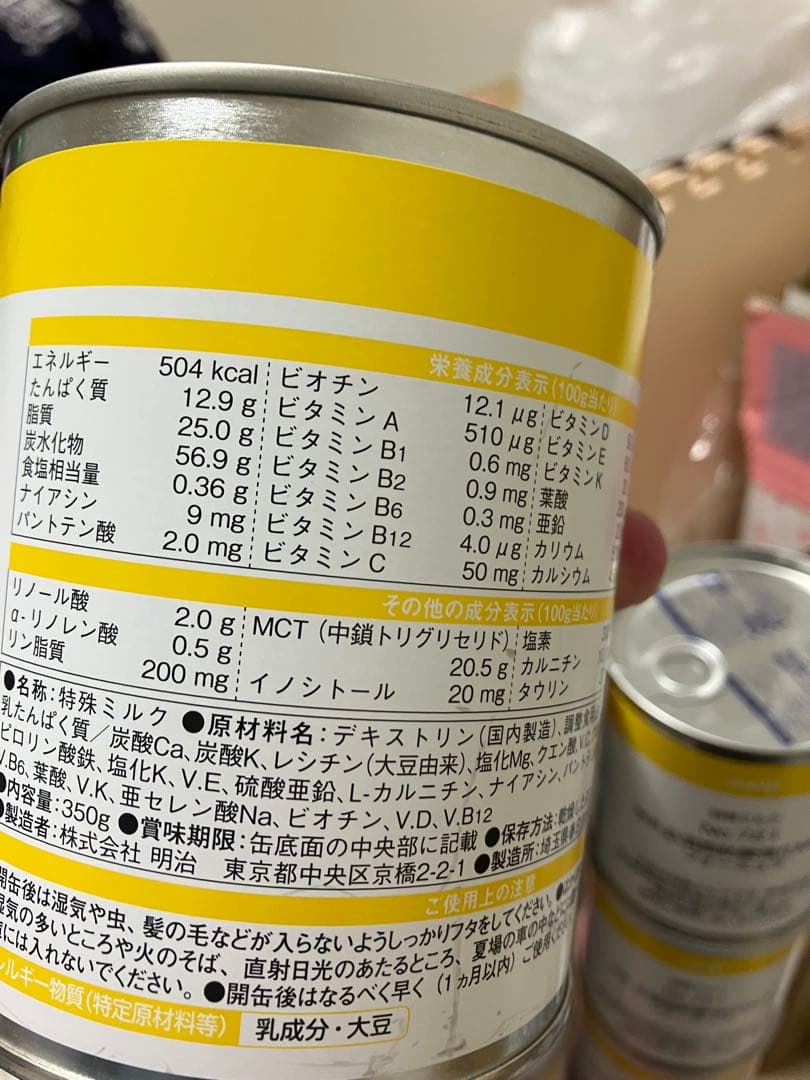 栄養成分表示(100g当たり)
エネルギー 504 kcal ビオチン 12.1 μg ビタミンD
たんぱく質 12.9 g ビタミンA 510 μg ビタミンE
脂質 25.0 g ビタミンB1 0.6 mg ビタミンK
炭水化物 56.9 g ビタミンB2 0.9 mg 葉酸
食塩相当量 0.36 g ビタミンB6 0.3 mg 亜鉛
ナイアシン 9 mg ビタミンB12 4.0 μg カリウム
パントテン酸 2.0 mg ビタミンC 50 mg カルシウム
その他の成分表示(100g当たり)
リノール酸 2.0 g MCT(中鎖トリグリセリド) 塩素
α-リノレン酸 0.5 g 20.5 g カルニチン
リン脂質 200 mg イノシトール 20 mg タウリン
●名称:特殊ミルク ●原材料名:デキストリン(国内製造)、調整食用
乳たんぱく質/炭酸Ca、炭酸K、レシチン(大豆由来)、塩化Mg、クエン酸、V.C
ピロリン酸鉄、塩化K、V.E、硫酸亜鉛、L-カルニチン、ナイアシン、パントテ
V.B6、葉酸、V.K、亜セレン酸Na、ビオチン、V.D、V.B12
●内容量:350g ●賞味期限:缶底面の中央部に記載 ●保存方法:乾燥した
●製造者:株式会社 明治 東京都中央区京橋2-2-1 ●製造所:埼玉県春日
ご使用上の注意
開缶後は湿気や虫、髪の毛などが入らないようしっかりフタをしてください。
湿気の多いところや火のそば、直射日光のあたるところ、夏場の車の中など
には入れないでください。 ●開缶後はなるべく早く(1ヵ月以内)ご使用くだ
ルギー物質(特定原材料等) 乳成分・大豆